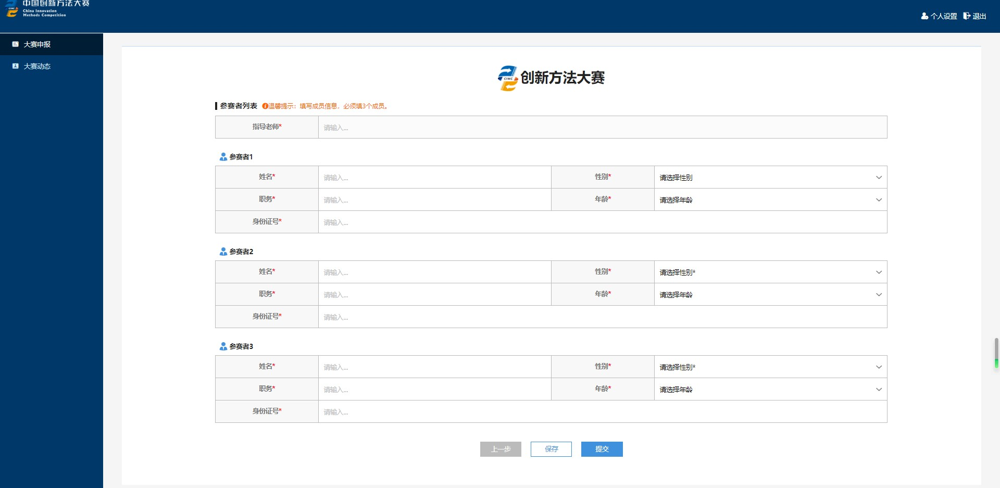 中国创新方法大赛
China Innovation
Methods Competition
个人设置 退出
大赛申报
大赛动态
CIMC 创新方法大赛
参赛者列表 温馨提示：填写成员信息，必须填3个成员。
指导老师* 请输入...
参赛者1
姓名* 请输入... 性别* 请选择性别
职务* 请输入... 年龄* 请选择年龄
身份证号* 请输入...
参赛者2
姓名* 请输入... 性别* 请选择性别*
职务* 请输入... 年龄* 请选择年龄
身份证号* 请输入...
参赛者3
姓名* 请输入... 性别* 请选择性别*
职务* 请输入... 年龄* 请选择年龄
身份证号* 请输入...
上一步 保存 提交